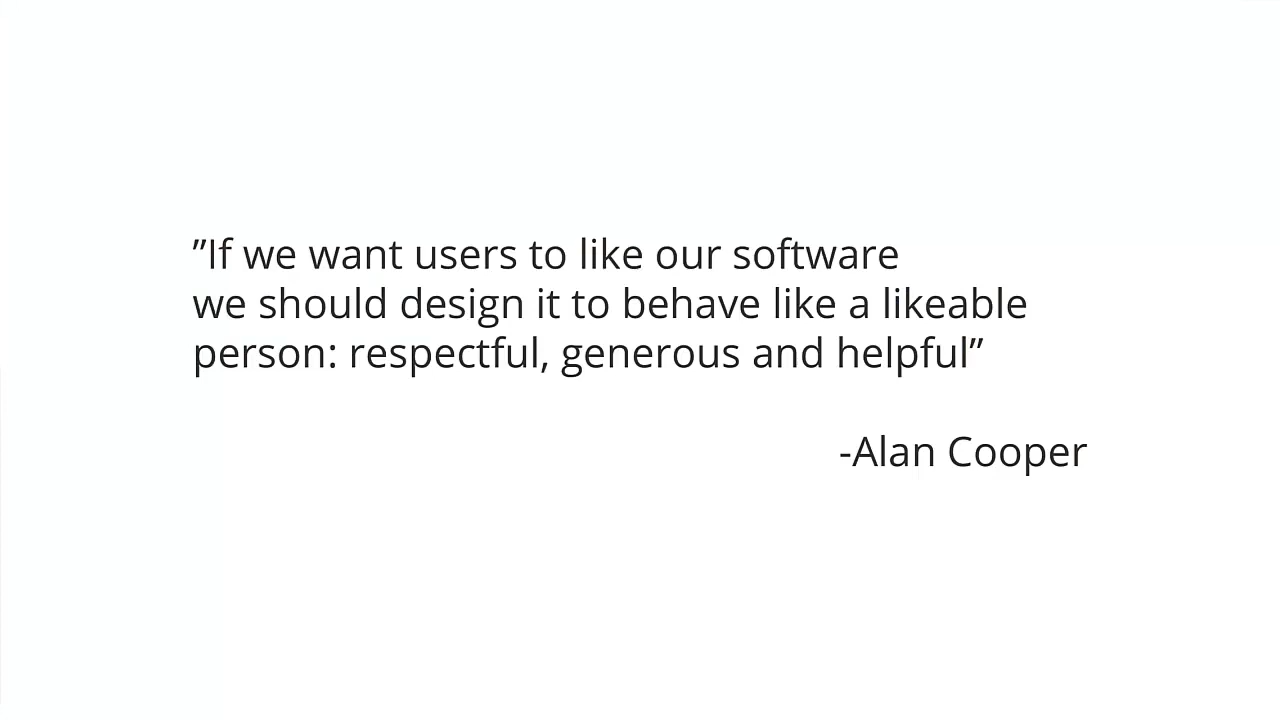 ”If we want users to like our software
we should design it to behave like a likeable
person: respectful, generous and helpful”
-Alan Cooper